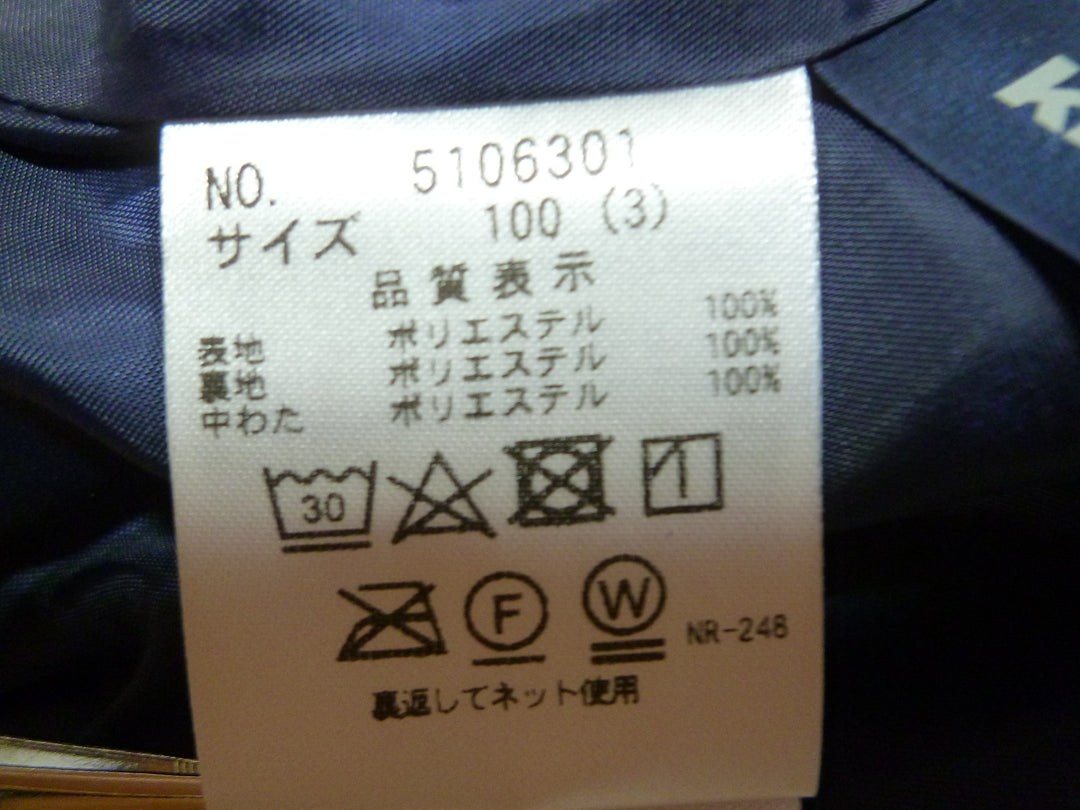 NO. 5106301
サイズ 100 (3)
品質表示
表地 ポリエステル 100%
裏地 ポリエステル 100%
中わた ポリエステル 100%
30
F W NR-248
裏返してネット使用